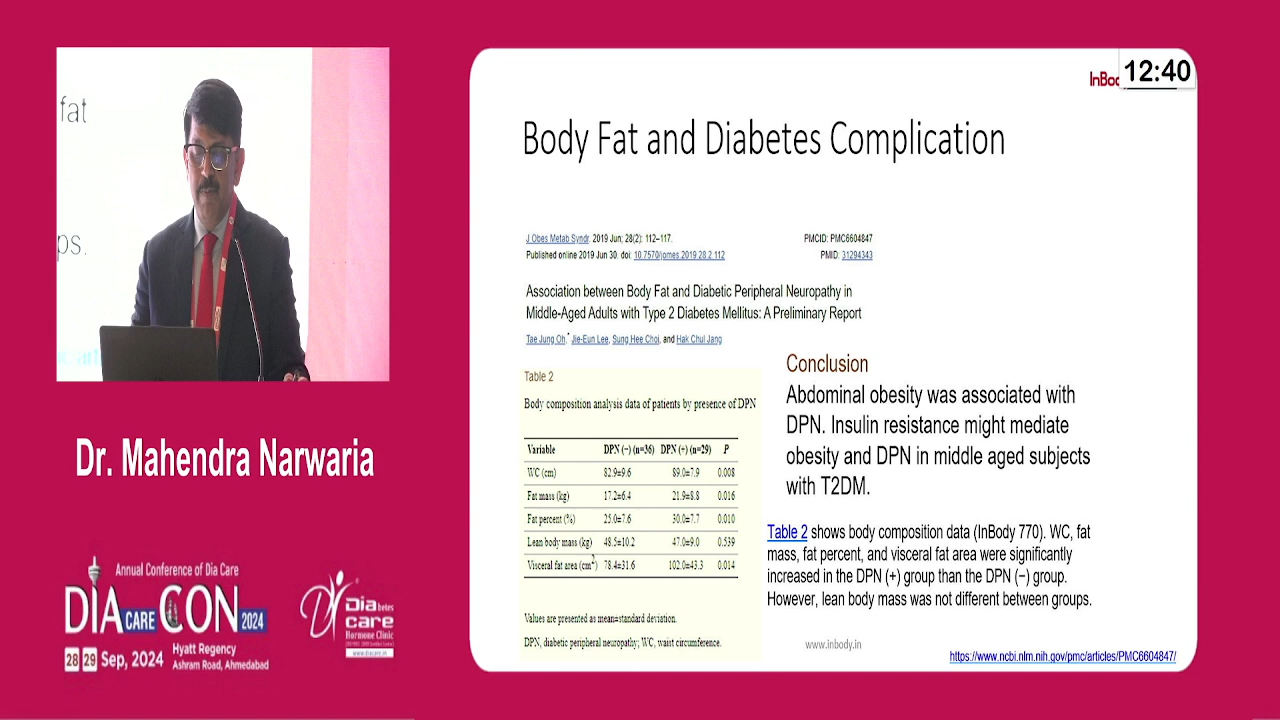 fat
ps.
Dr. Mahendra Narwaria
Annual Conference of Dia Care
DIA CARE CON 2024
28 29 Sep, 2024
Hyatt Regency
Ashram Road, Ahmedabad
Diabetes
care
Hormone Clinic
www.diacare.in
12:40
Body Fat and Diabetes Complication
J Obes Metab Syndr. 2019 Jun; 28(2): 112–117.
Published online 2019 Jun 30. doi: 10.7570/jomes.2019.28.2.112
PMCID: PMC6604847
PMID: 31294343
Association between Body Fat and Diabetic Peripheral Neuropathy in
Middle-Aged Adults with Type 2 Diabetes Mellitus: A Preliminary Report
Tae Jung Oh,* Jie-Eun Lee, Sung Hee Choi, and Hak Chul Jang
Table 2
Body composition analysis data of patients by presence of DPN
Variable DPN (−) (n=36) DPN (+) (n=29) P
WC (cm) 82.9±9.6 89.0±7.9 0.008
Fat mass (kg) 17.2±6.4 21.9±8.8 0.016
Fat percent (%) 25.0±7.6 30.0±7.7 0.010
Lean body mass (kg) 48.5±10.2 47.0±9.0 0.539
Visceral fat area (cm2) 78.4±31.6 102.0±43.3 0.014
Values are presented as mean±standard deviation.
DPN, diabetic peripheral neuropathy; WC, waist circumference.
Conclusion
Abdominal obesity was associated with
DPN. Insulin resistance might mediate
obesity and DPN in middle aged subjects
with T2DM.
Table 2 shows body composition data (InBody 770). WC, fat
mass, fat percent, and visceral fat area were significantly
increased in the DPN (+) group than the DPN (−) group.
However, lean body mass was not different between groups.
www.inbody.in
https://www.ncbi.nlm.nih.gov/pmc/articles/PMC6604847/